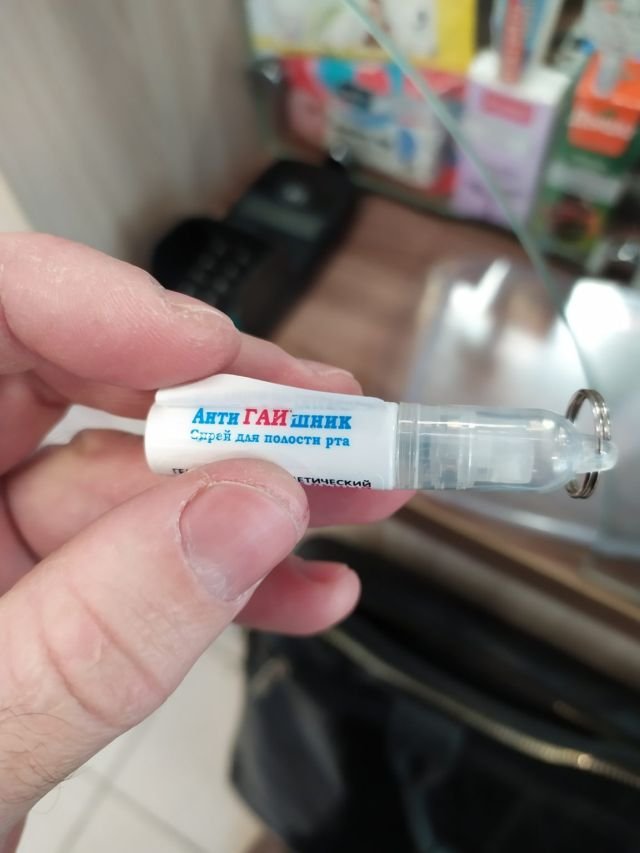 АнтиГАИшник
Спрей для полости рта